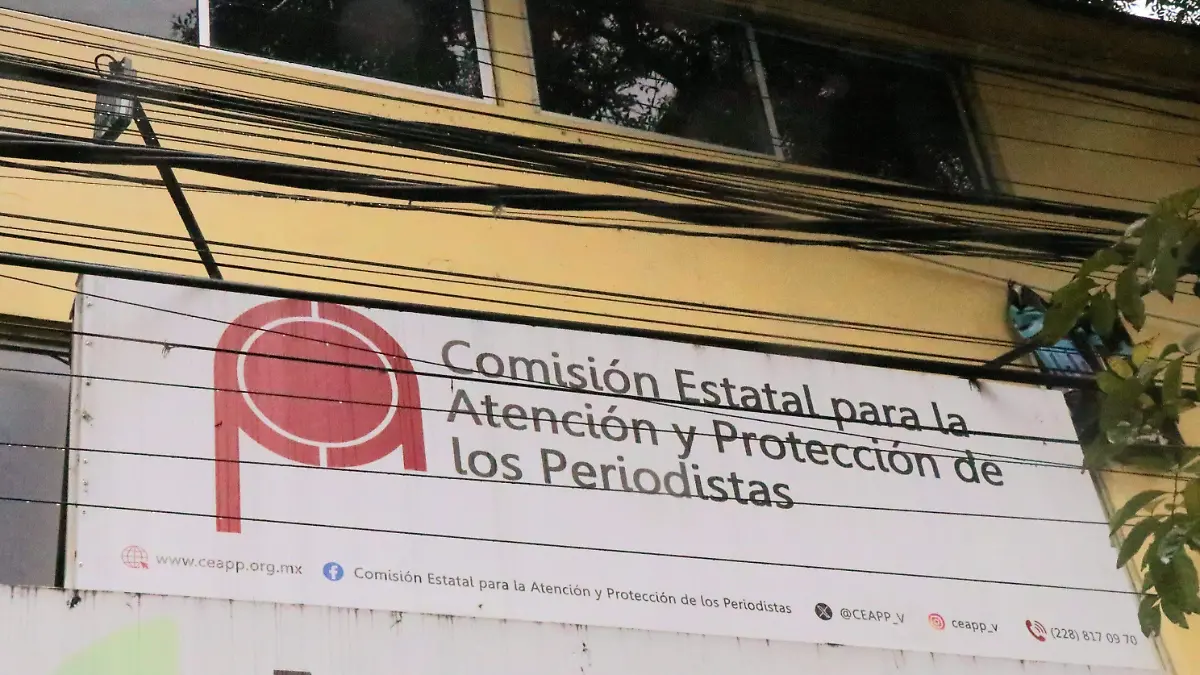 Comisión Estatal para la
Atención y Protección de
los Periodistas
www.ceapp.org.mx Comisión Estatal para la Atención y Protección de los Periodistas @CEAPP_V ceapp_v (228) 817 09 70